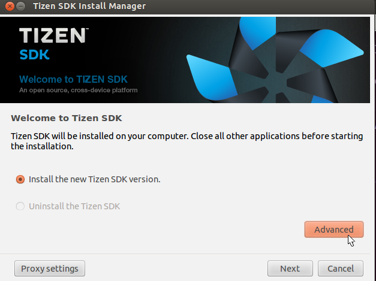 Tizen SDK Install Manager
TIZEN™
SDK
Welcome to TIZEN SDK
An open source, cross-device platform
Welcome to Tizen SDK
Tizen SDK will be installed on your computer. Close all other applications before starting
the installation.
Install the new Tizen SDK version.
Uninstall the Tizen SDK
Advanced
Proxy settings
Next
Cancel